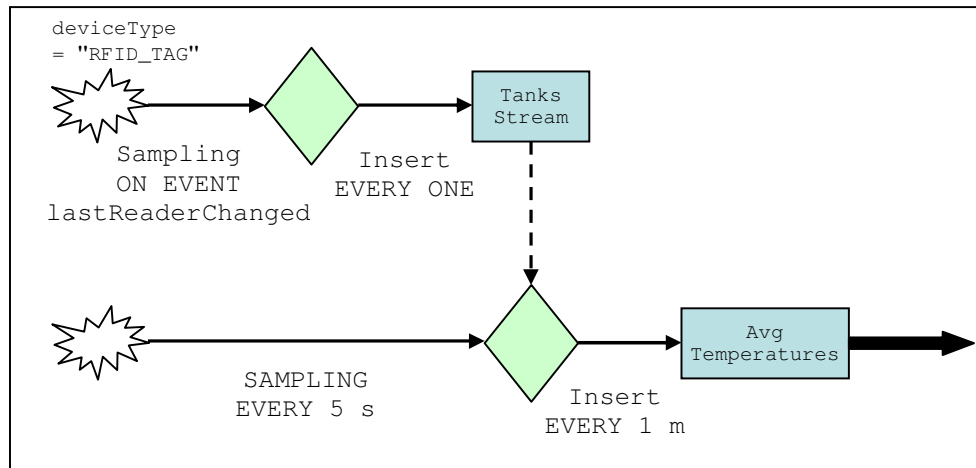 deviceType
= "RFID_TAG"
Sampling
ON EVENT
lastReaderChanged
Insert
EVERY ONE
Tanks
Stream
SAMPLING
EVERY 5 s
Insert
EVERY 1 m
Avg
Temperatures